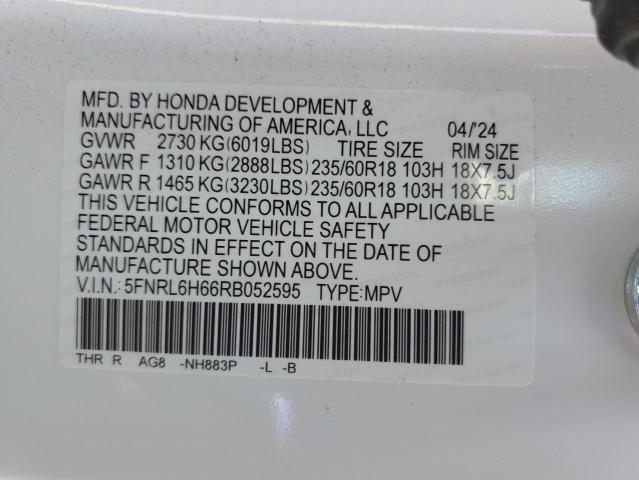 MFD. BY HONDA DEVELOPMENT &
MANUFACTURING OF AMERICA, LLC 04/'24
GVWR 2730 KG(6019LBS) TIRE SIZE RIM SIZE
GAWR F 1310 KG(2888LBS) 235/60R18 103H 18X7.5J
GAWR R 1465 KG(3230LBS) 235/60R18 103H 18X7.5J
THIS VEHICLE CONFORMS TO ALL APPLICABLE
FEDERAL MOTOR VEHICLE SAFETY
STANDARDS IN EFFECT ON THE DATE OF
MANUFACTURE SHOWN ABOVE.
V.I.N.:5FNRL6H66RB052595 TYPE:MPV
THR R AG8 -NH883P -L -B